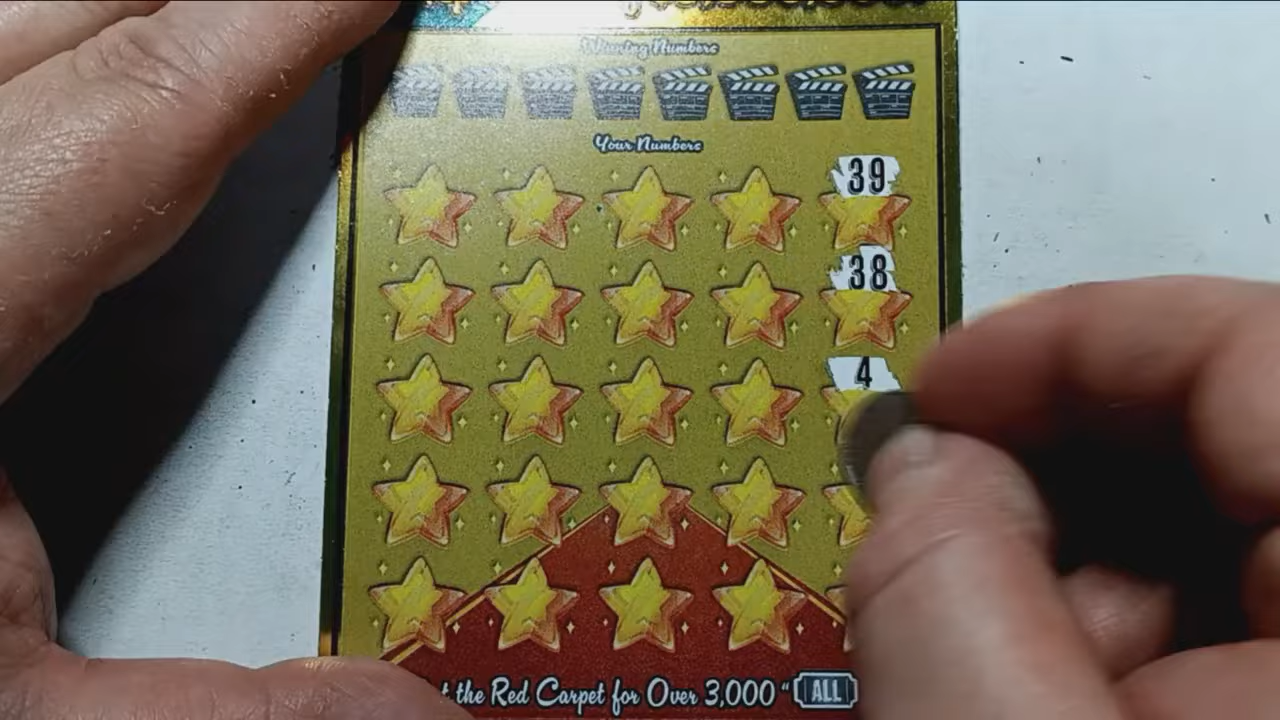 Winning Numbers
Your Numbers
39
38
4
the Red Carpet for Over 3,000 "ALL